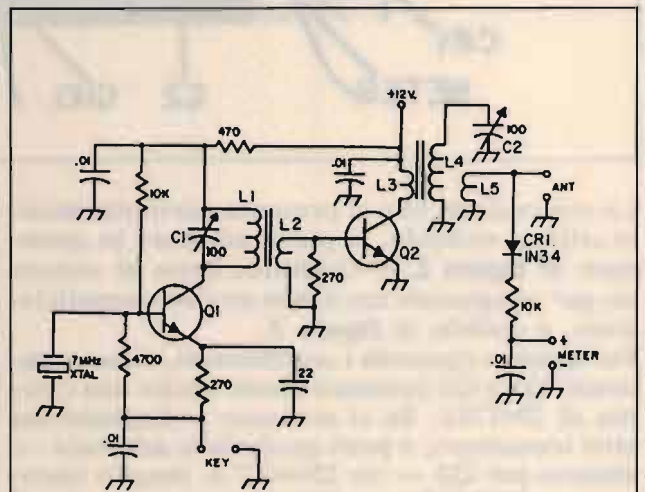 +12V.
470
.01
10K
C1
100
L1
L2
.01
L3
L4
100
C2
L5
ANT
Q1
270
Q2
CR1.
1N34
10K
7MHz
XTAL
4700
270
22
.01
KEY
.01
+
METER
-